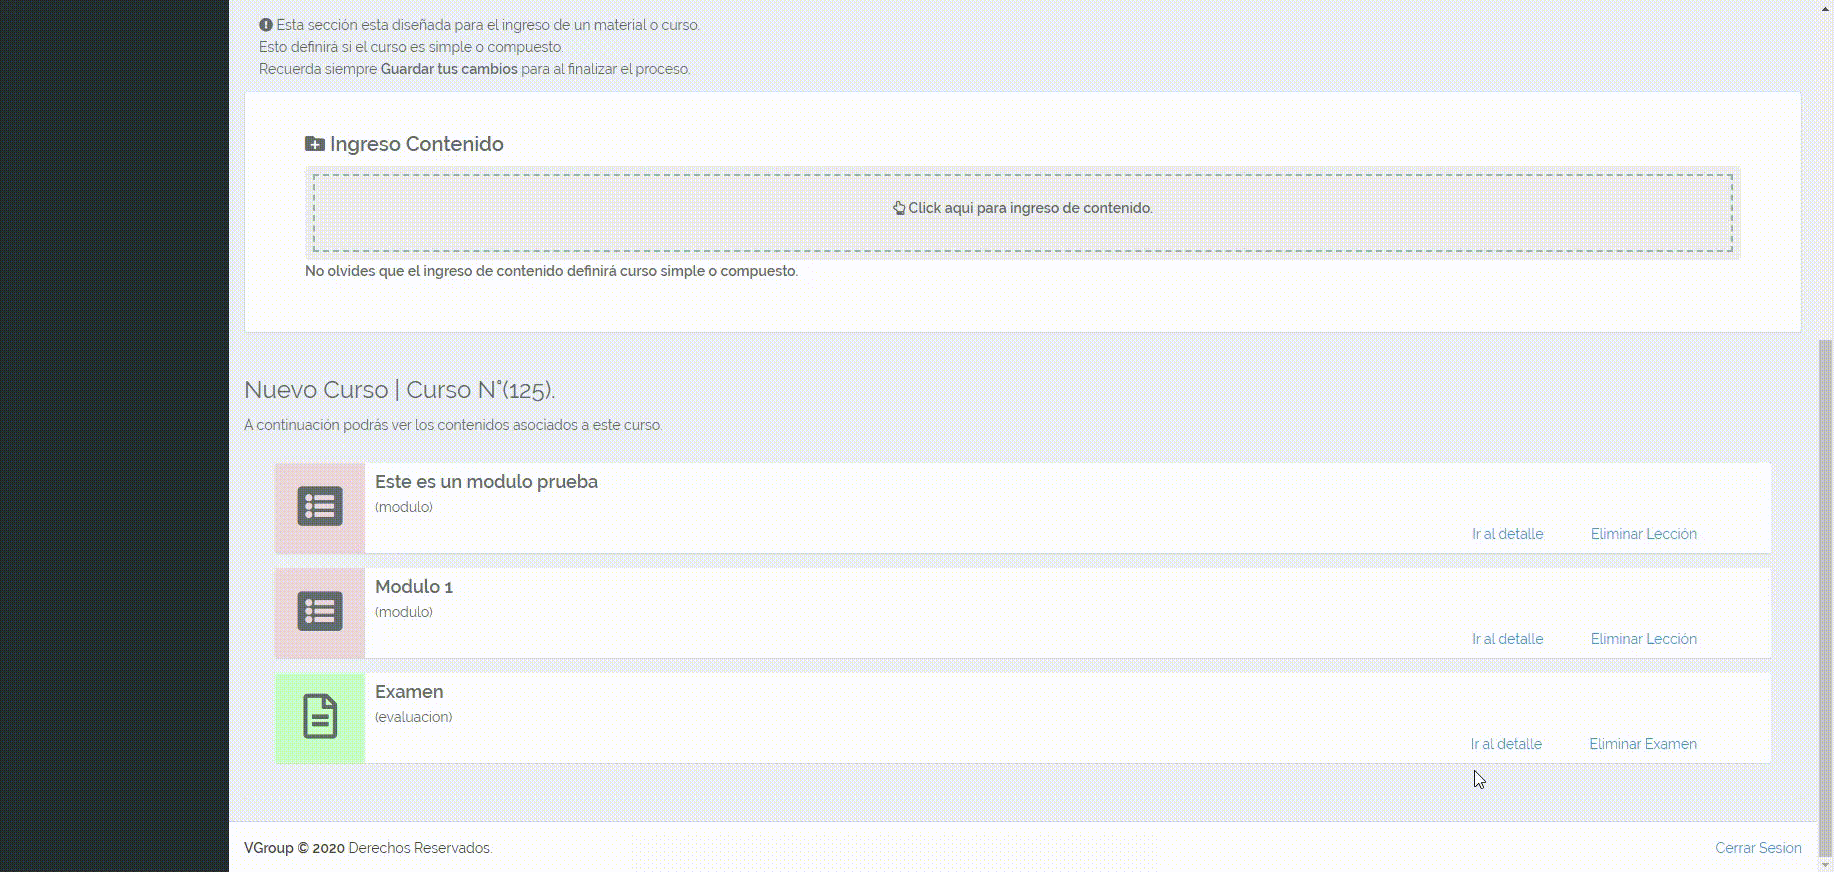 Esta sección esta diseñada para el ingreso de un material o curso.
Esto definirá si el curso es simple o compuesto.
Recuerda siempre Guardar tus cambios para al finalizar el proceso.
Ingreso Contenido
Click aqui para ingreso de contenido.
No olvides que el ingreso de contenido definirá curso simple o compuesto.
Nuevo Curso | Curso N°(125).
A continuación podrás ver los contenidos asociados a este curso.
Este es un modulo prueba
(modulo)
Ir al detalle Eliminar Lección
Modulo 1
(modulo)
Ir al detalle Eliminar Lección
Examen
(evaluacion)
Ir al detalle Eliminar Examen
VGroup © 2020 Derechos Reservados. Cerrar Sesion